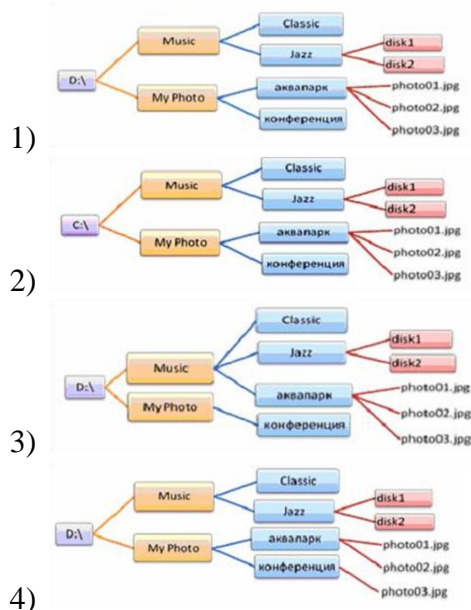 1)
D:\
Music
Classic
Jazz
disk1
disk2
My Photo
аквапарк
photo01.jpg
photo02.jpg
photo03.jpg
конференция
2)
C:\
Music
Classic
Jazz
disk1
disk2
My Photo
аквапарк
photo01.jpg
photo02.jpg
photo03.jpg
конференция
3)
D:\
Music
Classic
Jazz
disk1
disk2
аквапарк
photo01.jpg
photo02.jpg
photo03.jpg
My Photo
конференция
4)
D:\
Music
Classic
Jazz
disk1
disk2
My Photo
аквапарк
photo01.jpg
photo02.jpg
конференция
photo03.jpg